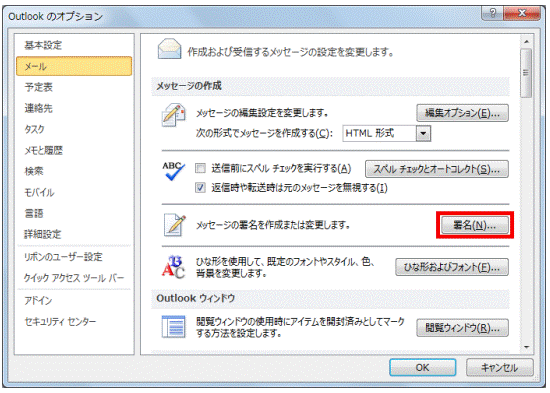 Outlook のオプション
基本設定
メール
予定表
連絡先
タスク
メモと履歴
検索
モバイル
言語
詳細設定
リボンのユーザー設定
クイック アクセス ツール バー
アドイン
セキュリティ センター
作成および受信するメッセージの設定を変更します。
メッセージの作成
メッセージの編集設定を変更します。
編集オプション(E)...
次の形式でメッセージを作成する(C):
HTML 形式
ABC
送信前にスペル チェックを実行する(A)
スペル チェックとオートコレクト(S)...
返信時や転送時は元のメッセージを無視する(I)
メッセージの署名を作成または変更します。
署名(N)...
ひな形を使用して、既定のフォントやスタイル、色、
背景を変更します。
ひな形およびフォント(F)...
Outlook ウィンドウ
閲覧ウィンドウの使用時にアイテムを開封済みとしてマーク
する方法を設定します。
閲覧ウィンドウ(R)...
OK
キャンセル